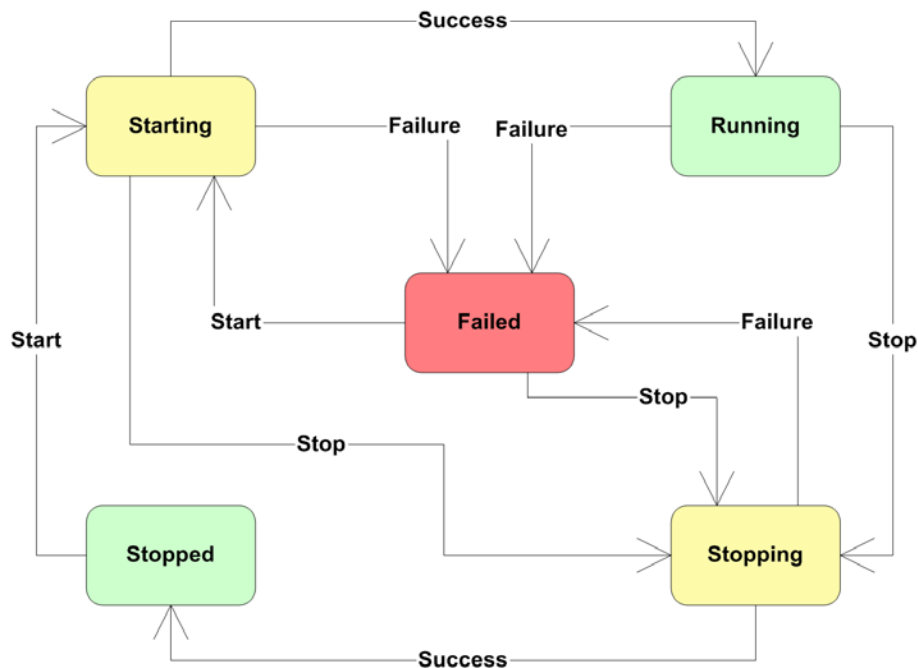 Success
Starting
Failure
Failure
Running
Start
Start
Failed
Failure
Stop
Stop
Stop
Stopped
Stopping
Success